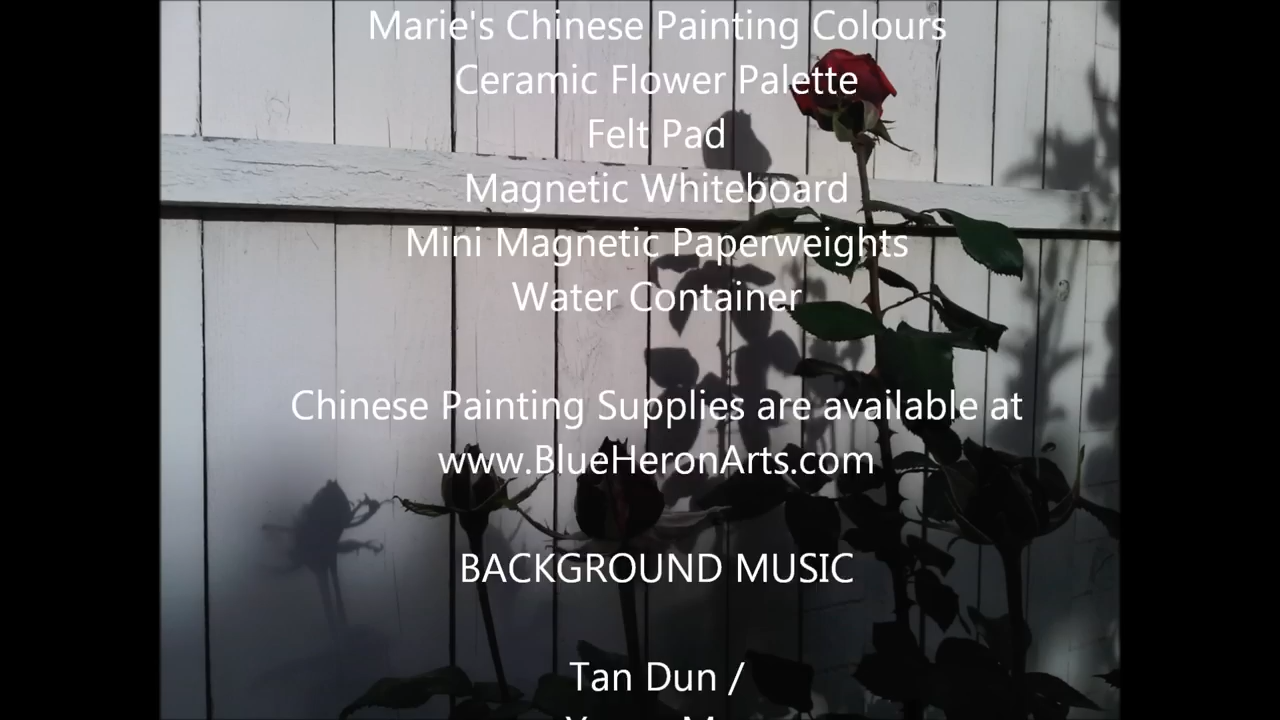 Marie's Chinese Painting Colours
Ceramic Flower Palette
Felt Pad
Magnetic Whiteboard
Mini Magnetic Paperweights
Water Container
Chinese Painting Supplies are available at
www.BlueHeronArts.com
BACKGROUND MUSIC
Tan Dun /